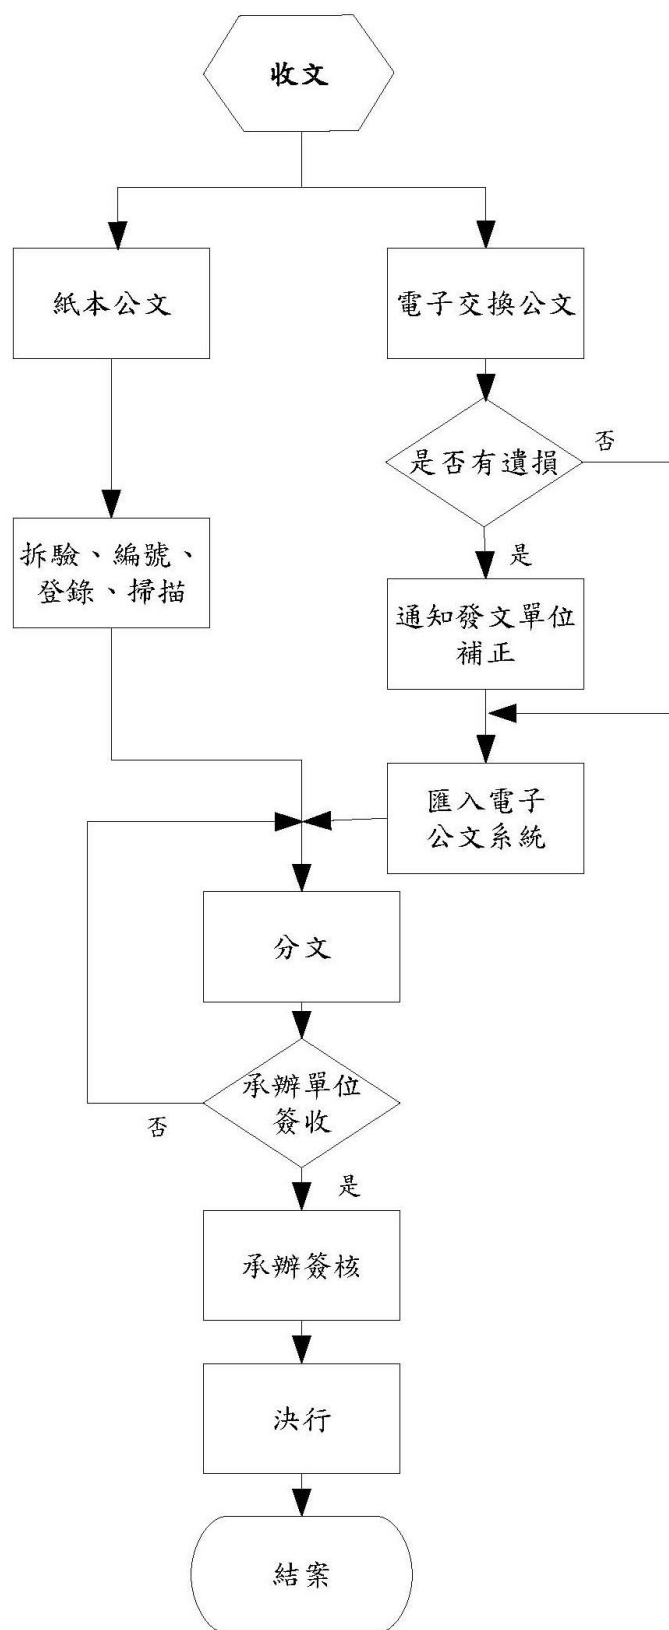 收文
紙本公文
電子交換公文
是否有遺損
否
拆驗、編號、
登錄、掃描
是
通知發文單位
補正
匯入電子
公文系統
分文
承辦單位
簽收
否
是
承辦簽核
決行
結案